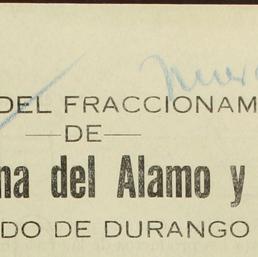 DEL FRACCIONAM
—DE—
na del Alamo y
DO DE DURANGO